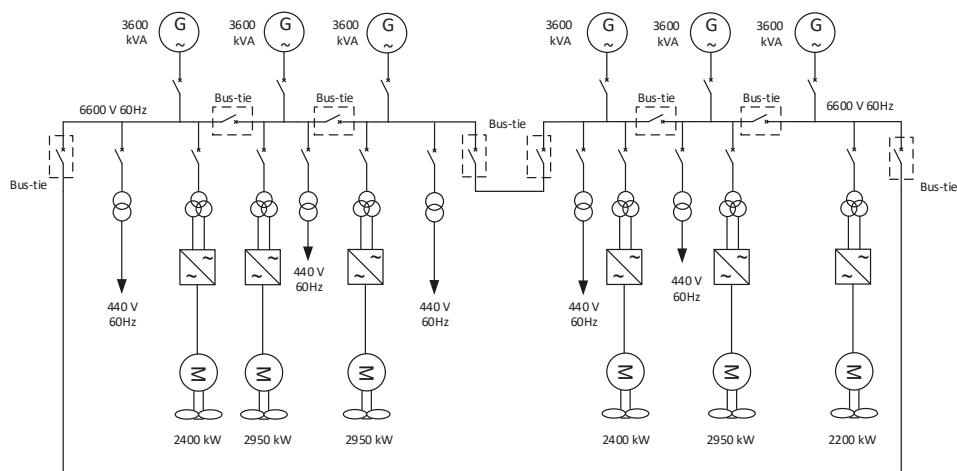 3600
kVA
G
~
3600
kVA
G
~
3600
kVA
G
~
3600
kVA
G
~
3600
kVA
G
~
3600
kVA
G
~
Bus-tie
Bus-tie
Bus-tie
Bus-tie
Bus-tie
6600 V 60Hz
6600 V 60Hz
Bus-tie
Bus-tie
~
~
~
~
~
~
~
~
~
~
~
~
440 V
60Hz
440 V
60Hz
440 V
60Hz
440 V
60Hz
440 V
60Hz
M
M
M
M
M
M
2400 kW
2950 kW
2950 kW
2400 kW
2950 kW
2200 kW